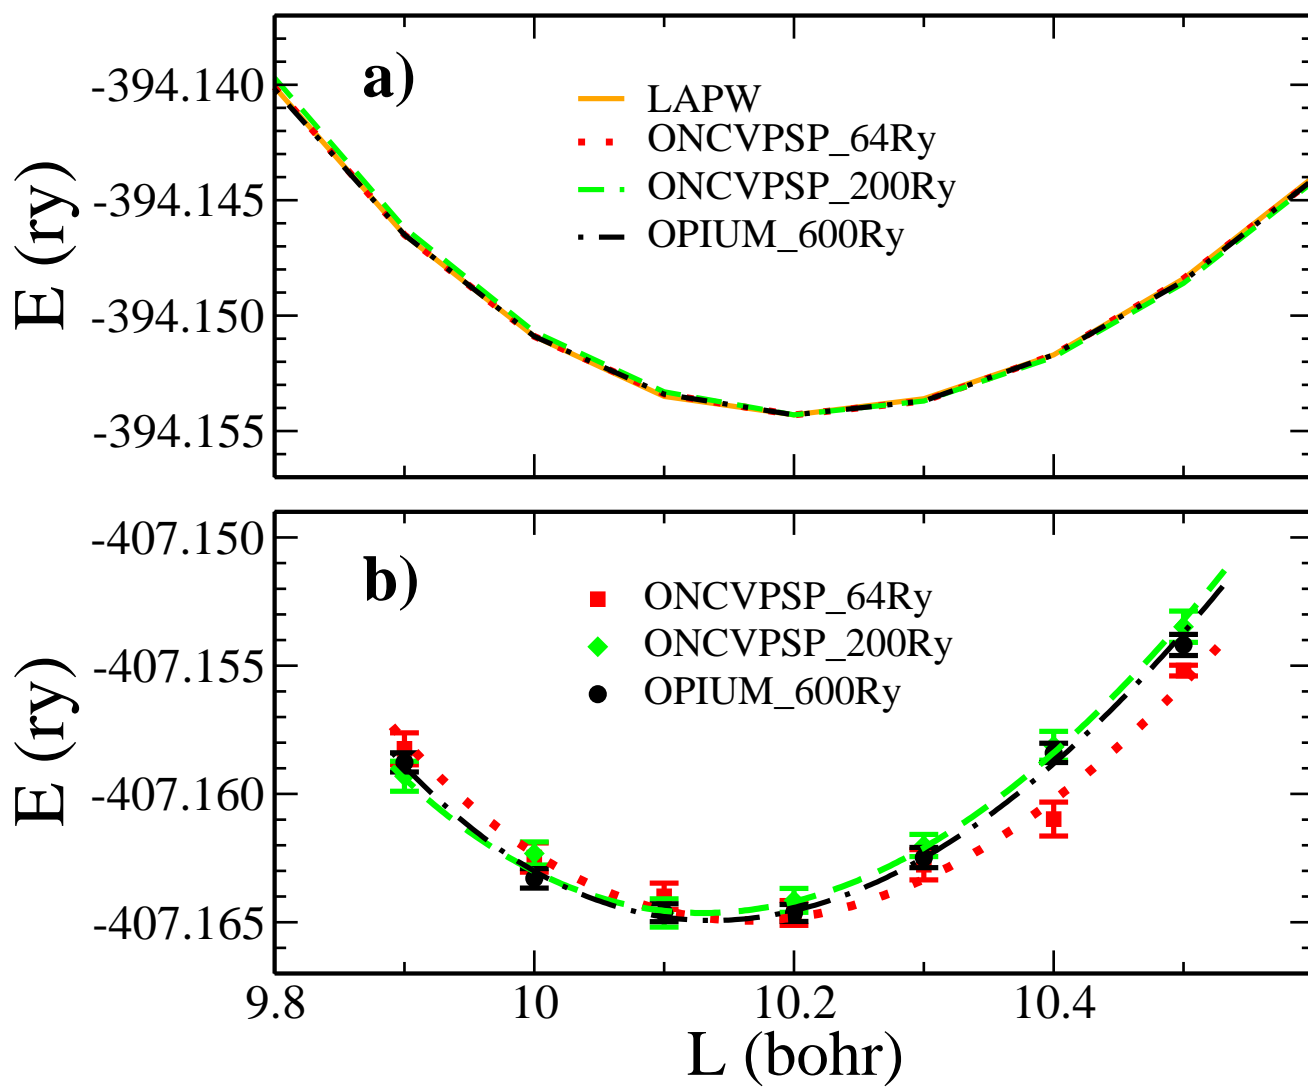 a)
-394.140
-394.145
-394.150
-394.155
E (ry)
LAPW
ONCVPSP_64Ry
ONCVPSP_200Ry
OPIUM_600Ry
b)
-407.150
-407.155
-407.160
-407.165
E (ry)
ONCVPSP_64Ry
ONCVPSP_200Ry
OPIUM_600Ry
9.8 10 10.2 10.4
L (bohr)